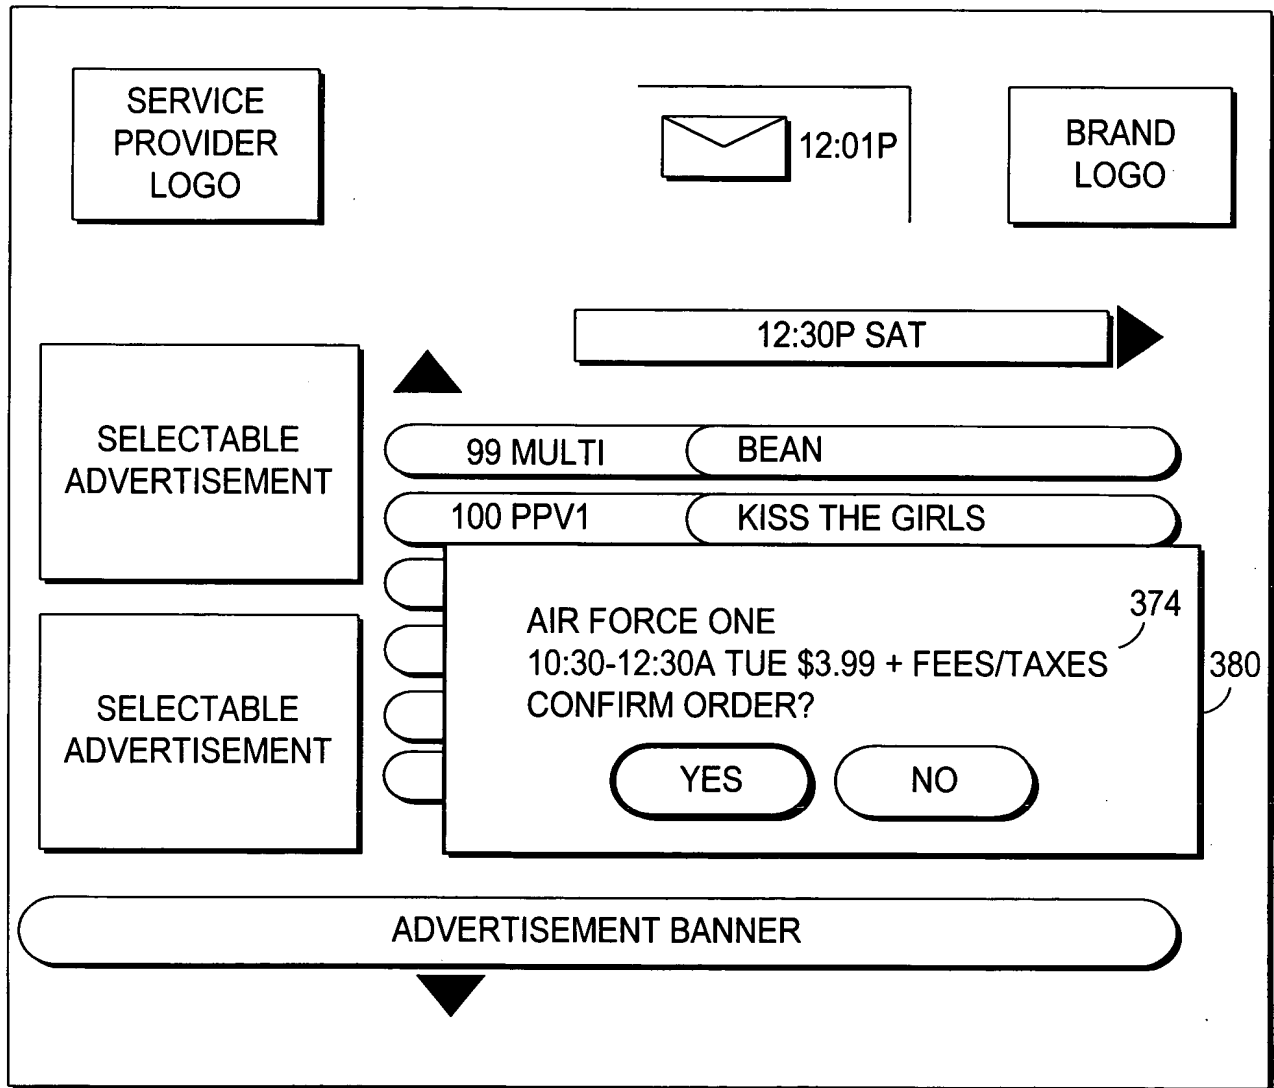 SERVICE
PROVIDER
LOGO
12:01P
BRAND
LOGO
12:30P SAT
SELECTABLE
ADVERTISEMENT
99 MULTI BEAN
100 PPV1 KISS THE GIRLS
374
AIR FORCE ONE
10:30-12:30A TUE $3.99 + FEES/TAXES
380
CONFIRM ORDER?
YES NO
SELECTABLE
ADVERTISEMENT
ADVERTISEMENT BANNER